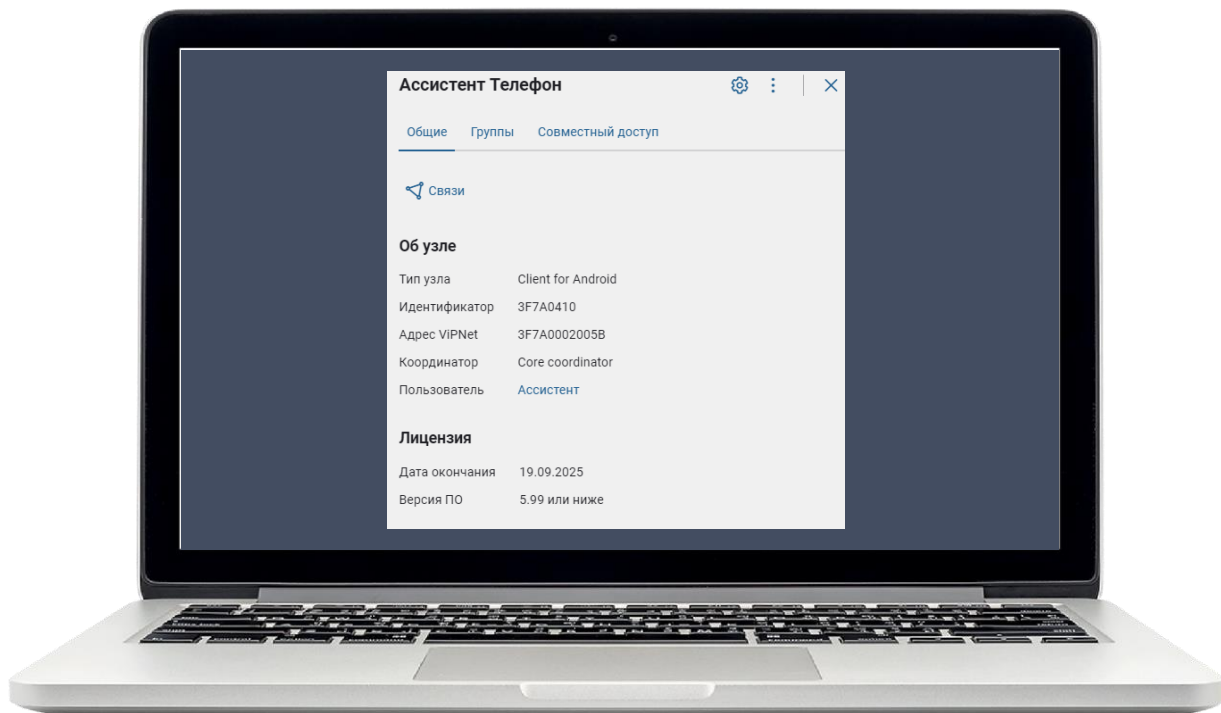 Ассистент Телефон
Общие Группы Совместный доступ
Связи
Об узле
Тип узла Client for Android
Идентификатор 3F7A0410
Адрес ViPNet 3F7A0002005B
Координатор Core coordinator
Пользователь Ассистент
Лицензия
Дата окончания 19.09.2025
Версия ПО 5.99 или ниже